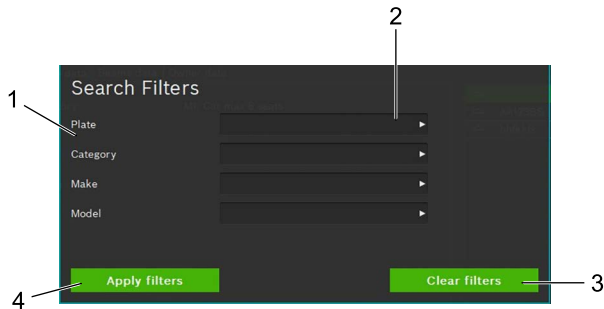 2
Search Filters
1
Plate
Category
Make
Model
Apply filters
Clear filters
3
4